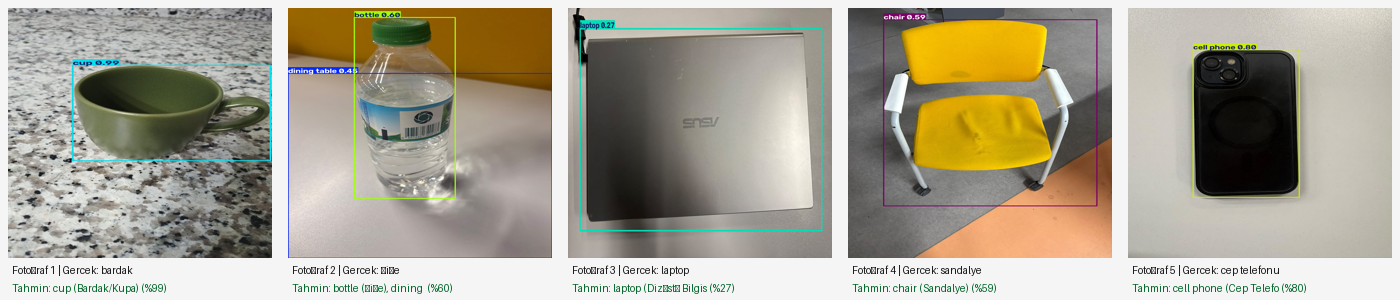 cup 0.99
bottle 0.60
dining table 0.45
laptop 0.27
ASUS
chair 0.59
cell phone 0.80
Foto□raf 1 | Gercek: bardak
Tahmin: cup (Bardak/Kupa) (%99)
Foto□raf 2 | Gercek: □i□e
Tahmin: bottle (□i□e), dining (%60)
Foto□raf 3 | Gercek: laptop
Tahmin: laptop (Diz□st□ Bilgis (%27)
Foto□raf 4 | Gercek: sandalye
Tahmin: chair (Sandalye) (%59)
Foto□raf 5 | Gercek: cep telefonu
Tahmin: cell phone (Cep Telefo (%80)